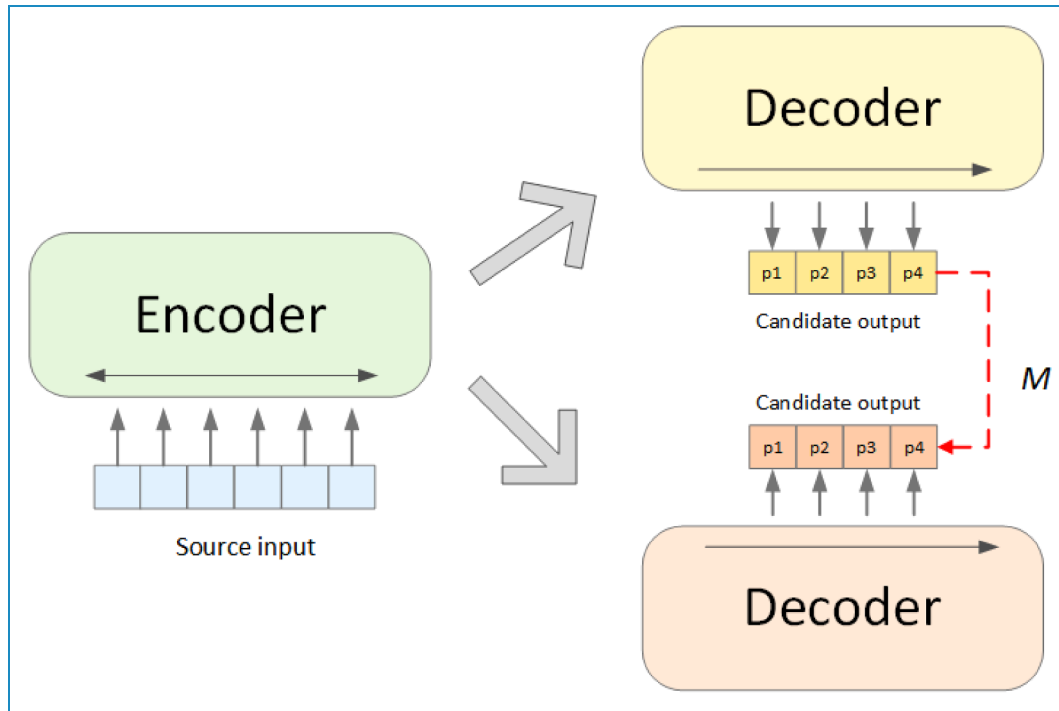 Encoder
Source input
Decoder
p1 p2 p3 p4
Candidate output
M
Candidate output
p1 p2 p3 p4
Decoder